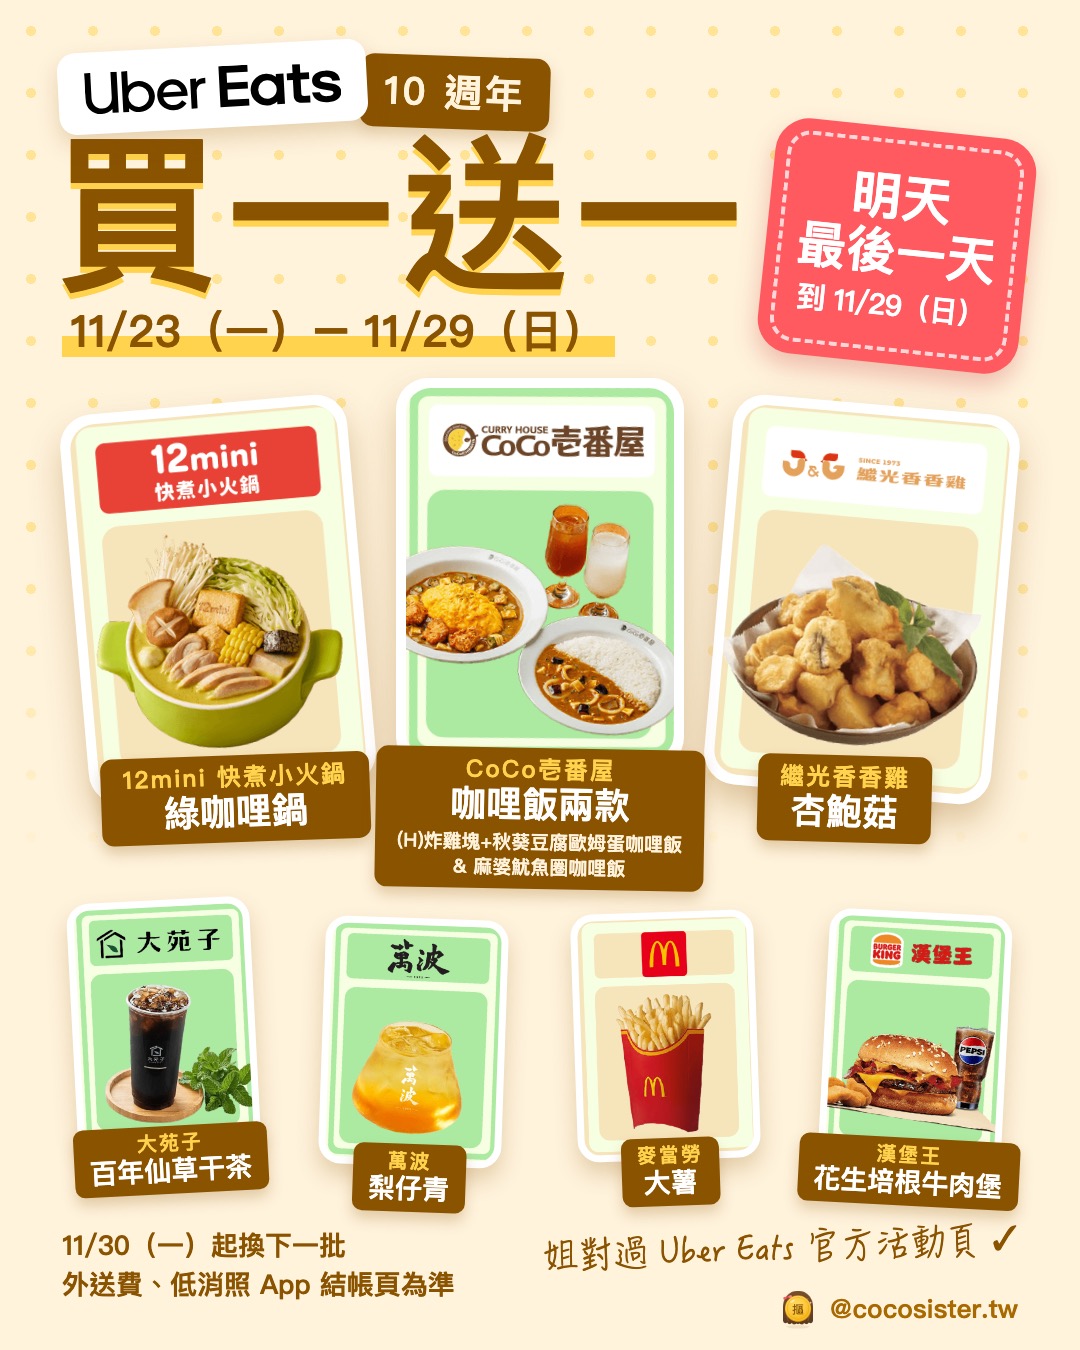 Uber Eats
10 週年
買一送一
11/23（一）－ 11/29（日）
明天
最後一天
到 11/29（日）
12mini
快煮小火鍋
12mini
12mini 快煮小火鍋
綠咖哩鍋
CURRY HOUSE
CoCo壱番屋
CoCo壱番屋
咖哩飯兩款
(H)炸雞塊+秋葵豆腐歐姆蛋咖哩飯
& 麻婆魷魚圈咖哩飯
J&G
SINCE 1973
繼光香香雞
繼光香香雞
杏鮑菇
大苑子
大苑子
大苑子
百年仙草干茶
萬波
萬波
萬波
梨仔青
麥當勞
大薯
BURGER
KING
漢堡王
PEPSI
漢堡王
花生培根牛肉堡
11/30（一）起換下一批
外送費、低消照 App 結帳頁為準
姐對過 Uber Eats 官方活動頁 ✓
摳
@cocosister.tw